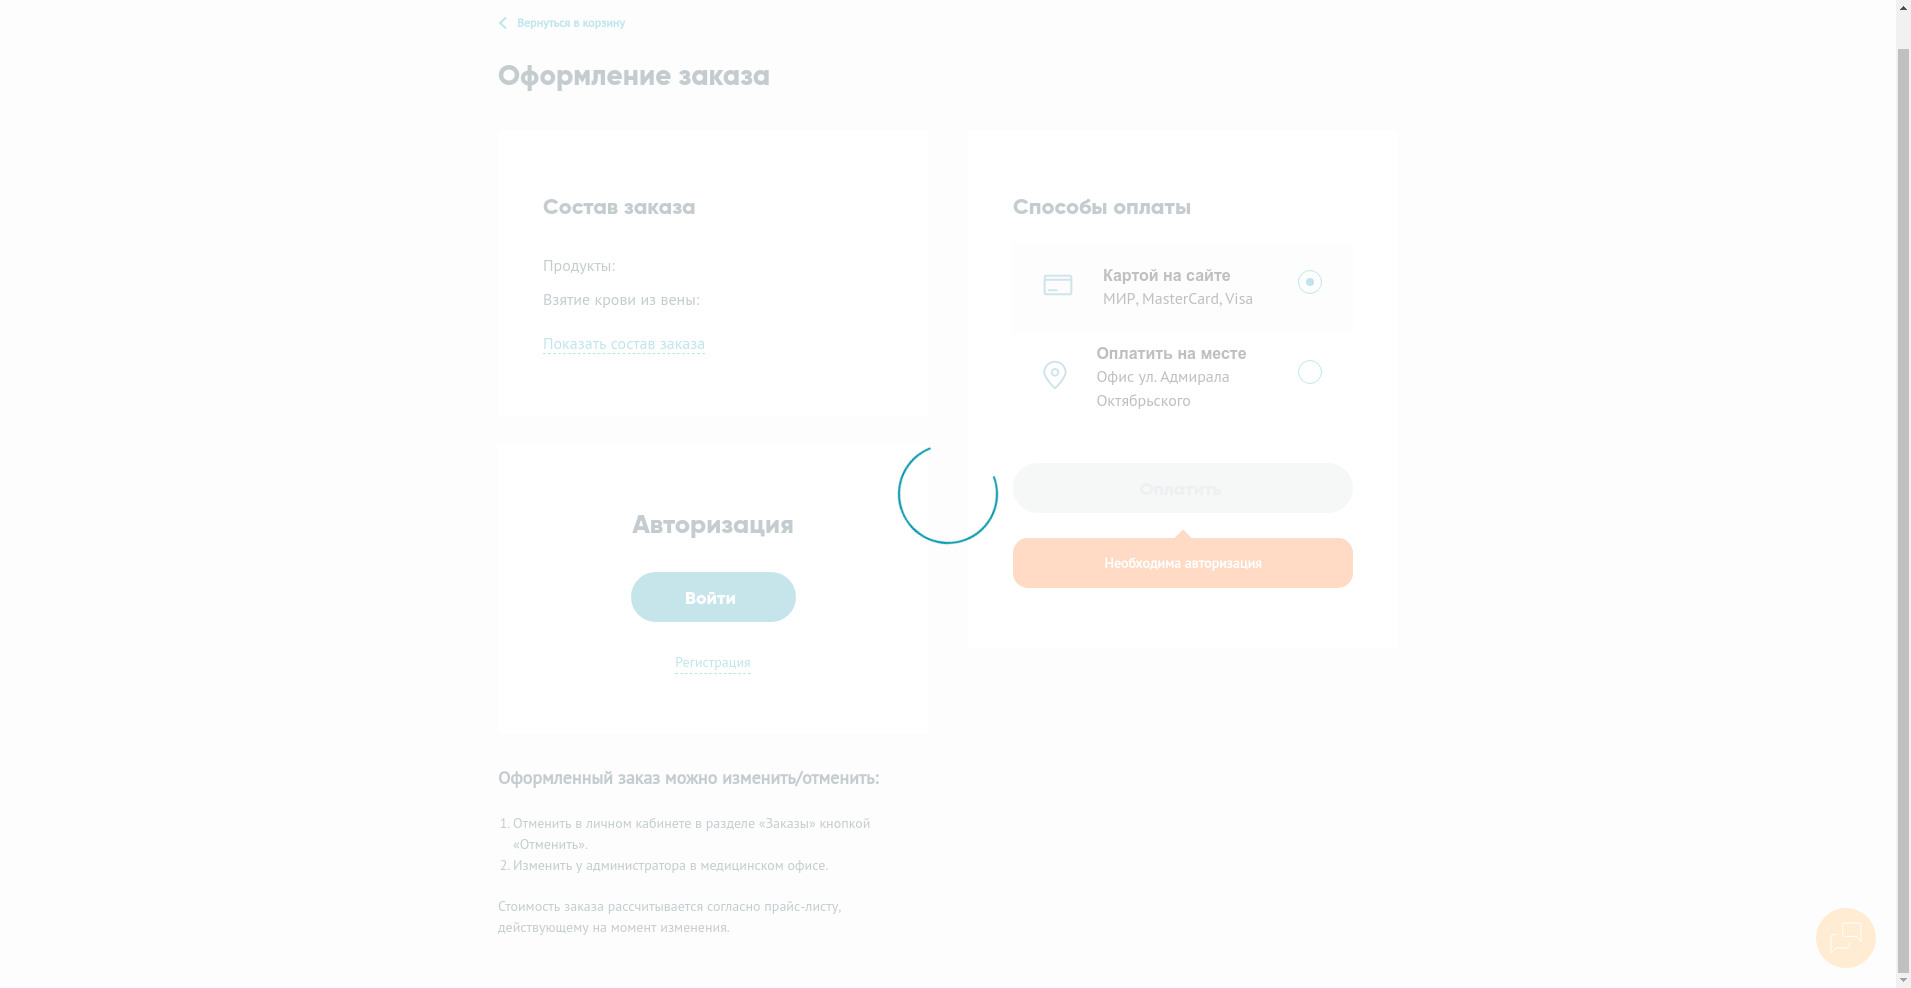 Вернуться в корзину
Оформление заказа
Состав заказа
Продукты:
Взятие крови из вены:
Показать состав заказа
Авторизация
Войти
Регистрация
Оформленный заказ можно изменить/отменить:
1. Отменить в личном кабинете в разделе «Заказы» кнопкой
«Отменить».
2. Изменить у администратора в медицинском офисе.
Стоимость заказа рассчитывается согласно прайс-листу,
действующему на момент изменения.
Способы оплаты
Картой на сайте
МИР, MasterCard, Visa
Оплатить на месте
Офис ул. Адмирала
Октябрьского
Оплатить
Необходима авторизация